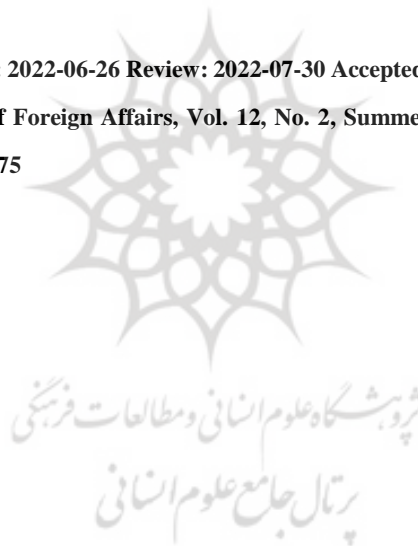 : 2022-06-26 Review: 2022-07-30 Accepted
f Foreign Affairs, Vol. 12, No. 2, Summe
75
پژوهشگاه علوم انسانی و مطالعات فرهنگی
پرتال جامع علوم انسانی